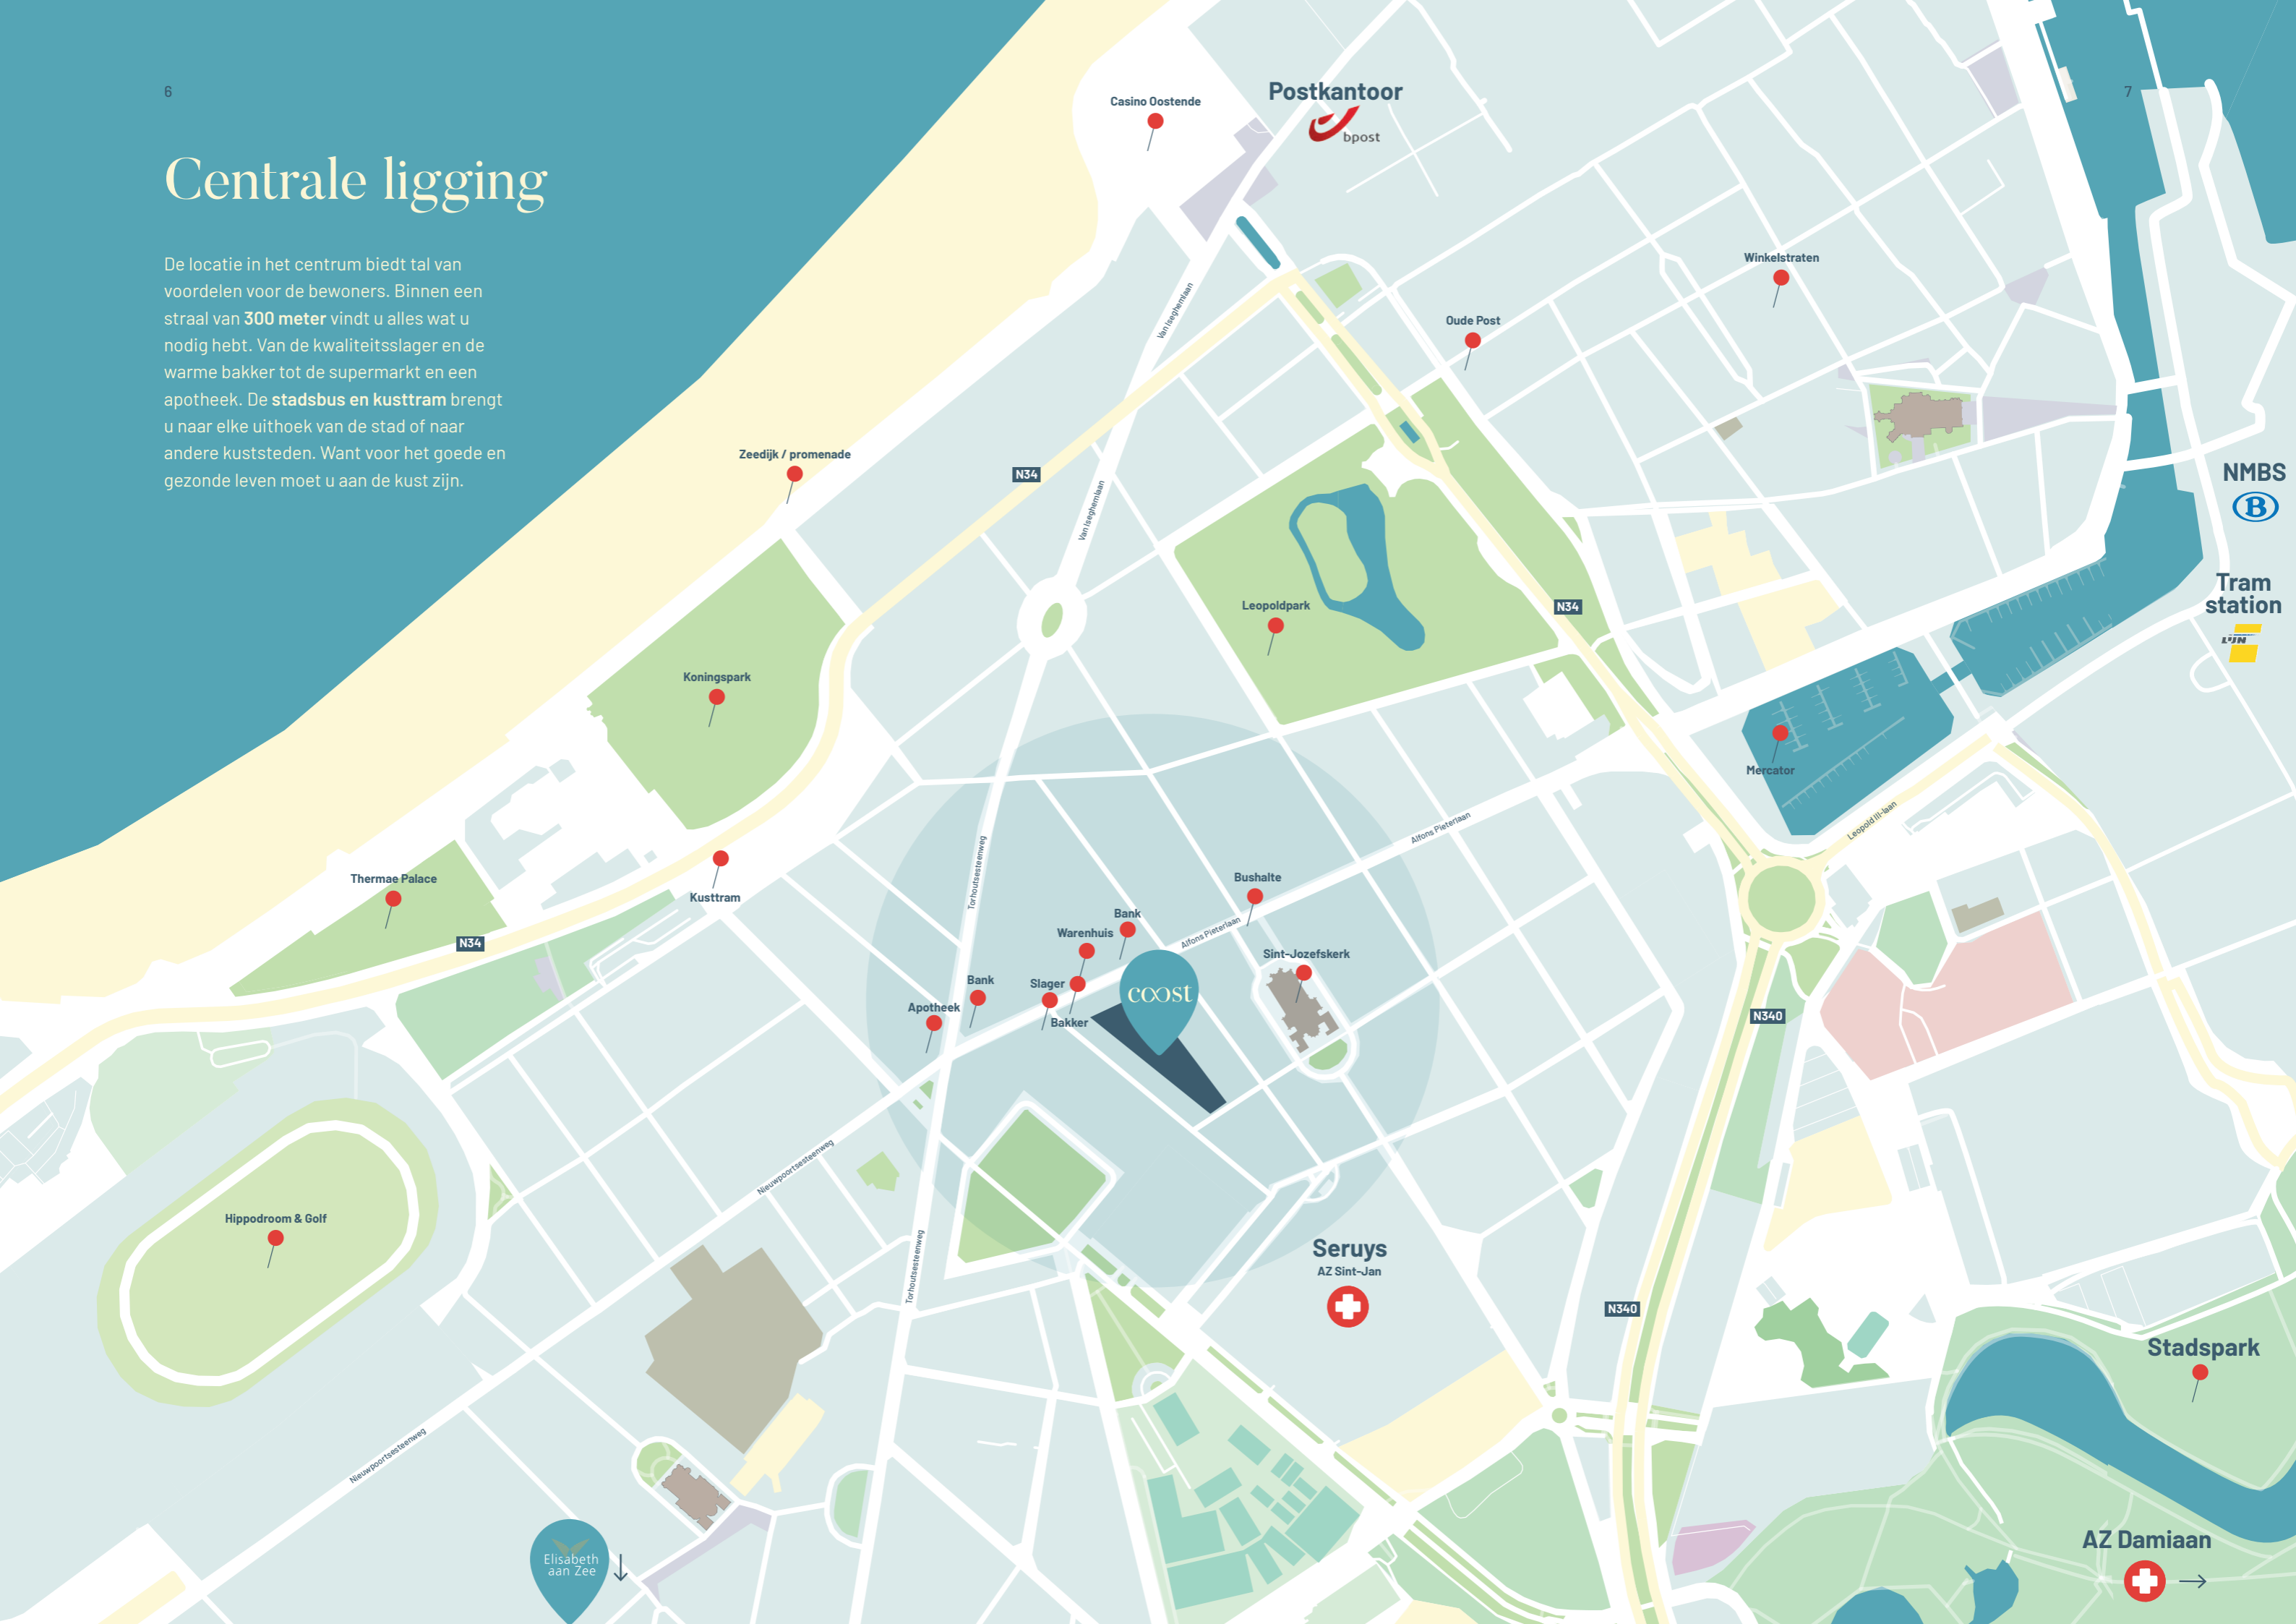 6
7
Centrale ligging
De locatie in het centrum biedt tal van
voordelen voor de bewoners. Binnen een
straal van 300 meter vindt u alles wat u
nodig hebt. Van de kwaliteitsslager en de
warme bakker tot de supermarkt en een
apotheek. De stadsbus en kusttram brengt
u naar elke uithoek van de stad of naar
andere kuststeden. Want voor het goede en
gezonde leven moet u aan de kust zijn.
Casino Oostende
Postkantoor
bpost
Winkelstraten
Van Iseghemlaan
Oude Post
Zeedijk / promenade
N34
NMBS
B
Van Iseghemlaan
Tram
station
LIJN
Leopoldpark
N34
Koningspark
Mercator
Leopold III-laan
Alfons Pieterlaan
Kusttram
Thermae Palace
N34
Torhoutsesteenweg
Bushalte
Bank
Warenhuis
Alfons Pieterlaan
Sint-Jozefskerk
Bank
Slager
coost
Apotheek
Bakker
N340
Nieuwpoortsesteenweg
Hippodroom & Golf
Torhoutsesteenweg
Seruys
AZ Sint-Jan
N340
Stadspark
Nieuwpoortsesteenweg
Elisabeth
aan Zee
AZ Damiaan